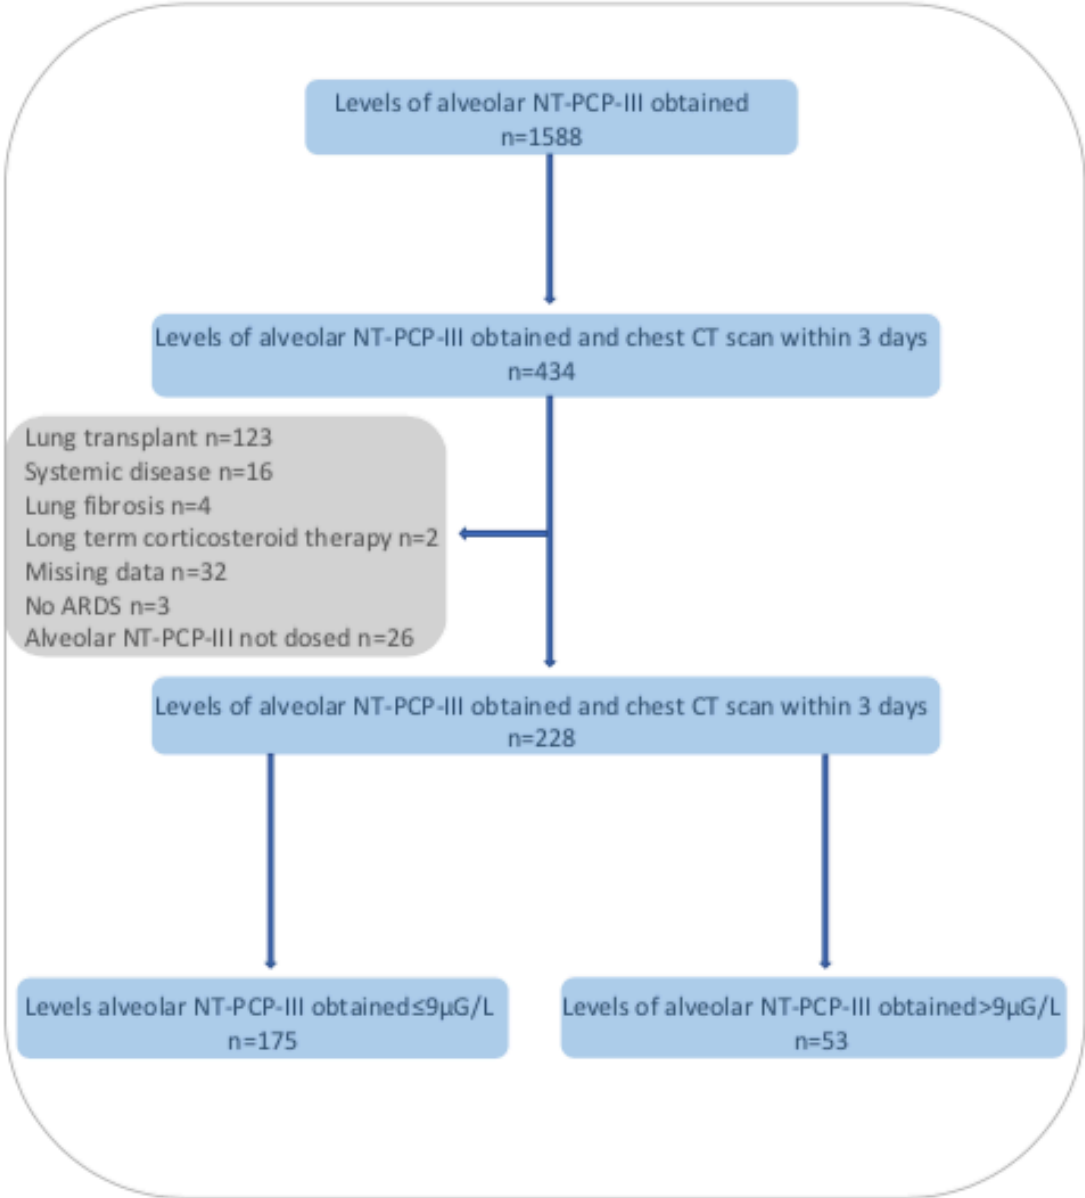 Levels of alveolar NT-PCP-III obtained
n=1588
Levels of alveolar NT-PCP-III obtained and chest CT scan within 3 days
n=434
Lung transplant n=123
Systemic disease n=16
Lung fibrosis n=4
Long term corticosteroid therapy n=2
Missing data n=32
No ARDS n=3
Alveolar NT-PCP-III not dosed n=26
Levels of alveolar NT-PCP-III obtained and chest CT scan within 3 days
n=228
Levels alveolar NT-PCP-III obtained≤9µG/L
n=175
Levels of alveolar NT-PCP-III obtained>9µG/L
n=53